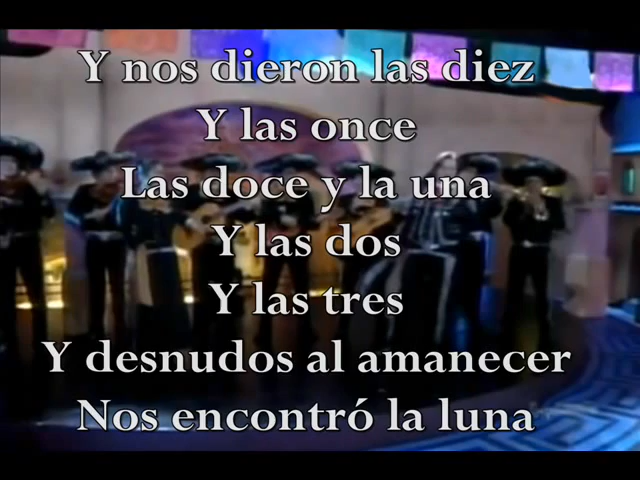 Y nos dieron las diez
Y las once
Las doce y la una
Y las dos
Y las tres
Y desnudos al amanecer
Nos encontró la luna